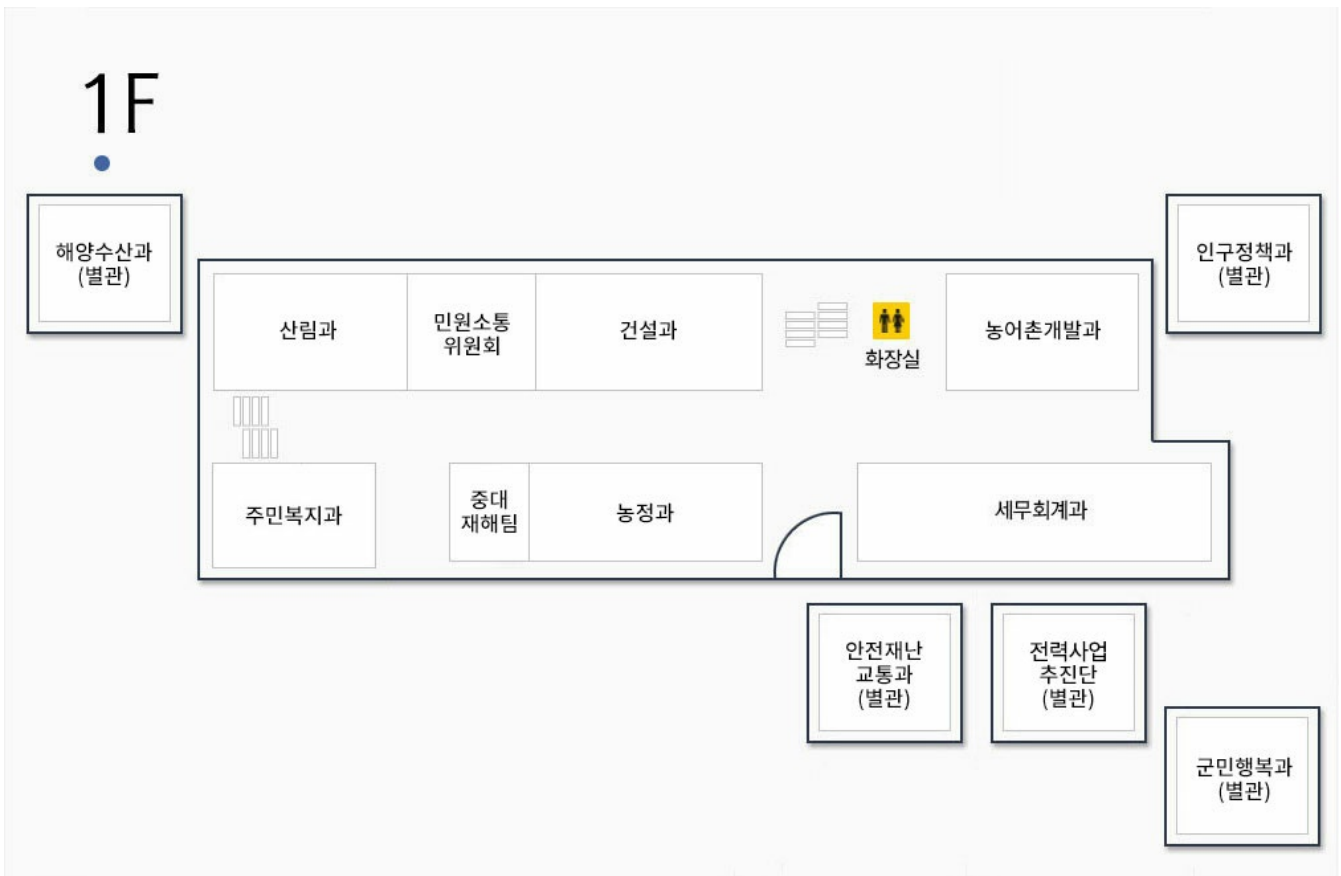 1F
해양수산과
(별관)
인구정책과
(별관)
산림과
민원소통
위원회
건설과
화장실
농어촌개발과
주민복지과
중대
재해팀
농정과
세무회계과
안전재난
교통과
(별관)
전력사업
추진단
(별관)
군민행복과
(별관)